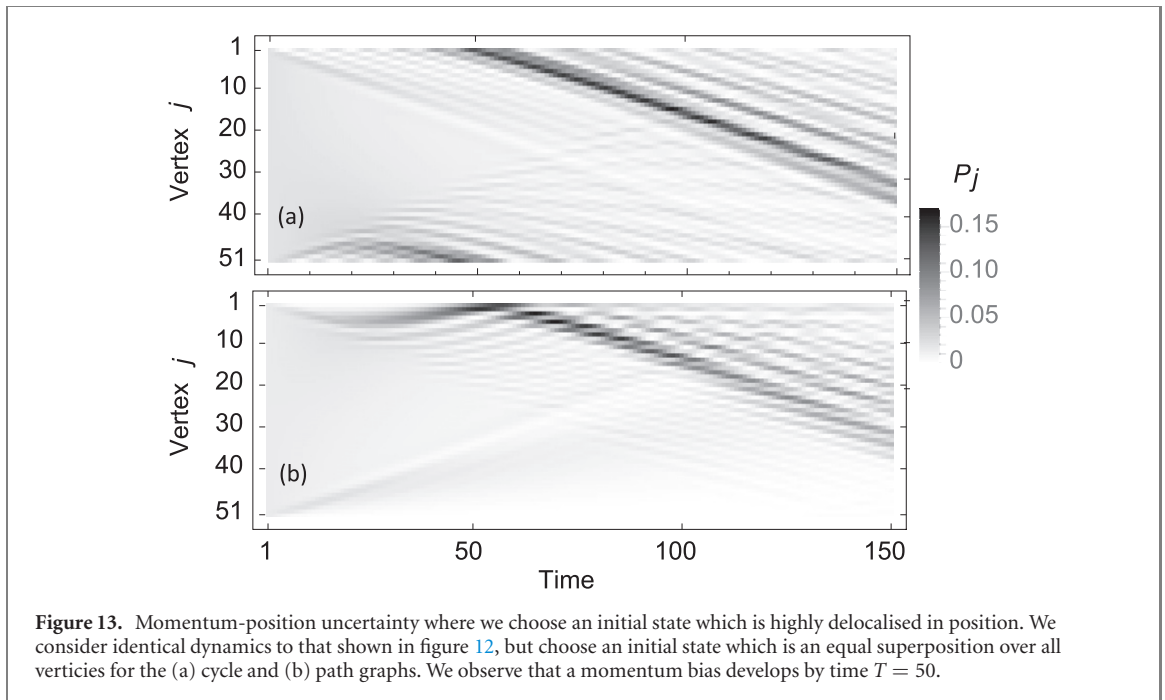 1
10
20
30
40
51
Vertex j
(a)
Pj
0.15
0.10
0.05
0
1
10
20
30
40
51
Vertex j
(b)
1 50 100 150
Time
Figure 13. Momentum-position uncertainty where we choose an initial state which is highly delocalised in position. We
consider identical dynamics to that shown in figure 12, but choose an initial state which is an equal superposition over all
verticies for the (a) cycle and (b) path graphs. We observe that a momentum bias develops by time T = 50.